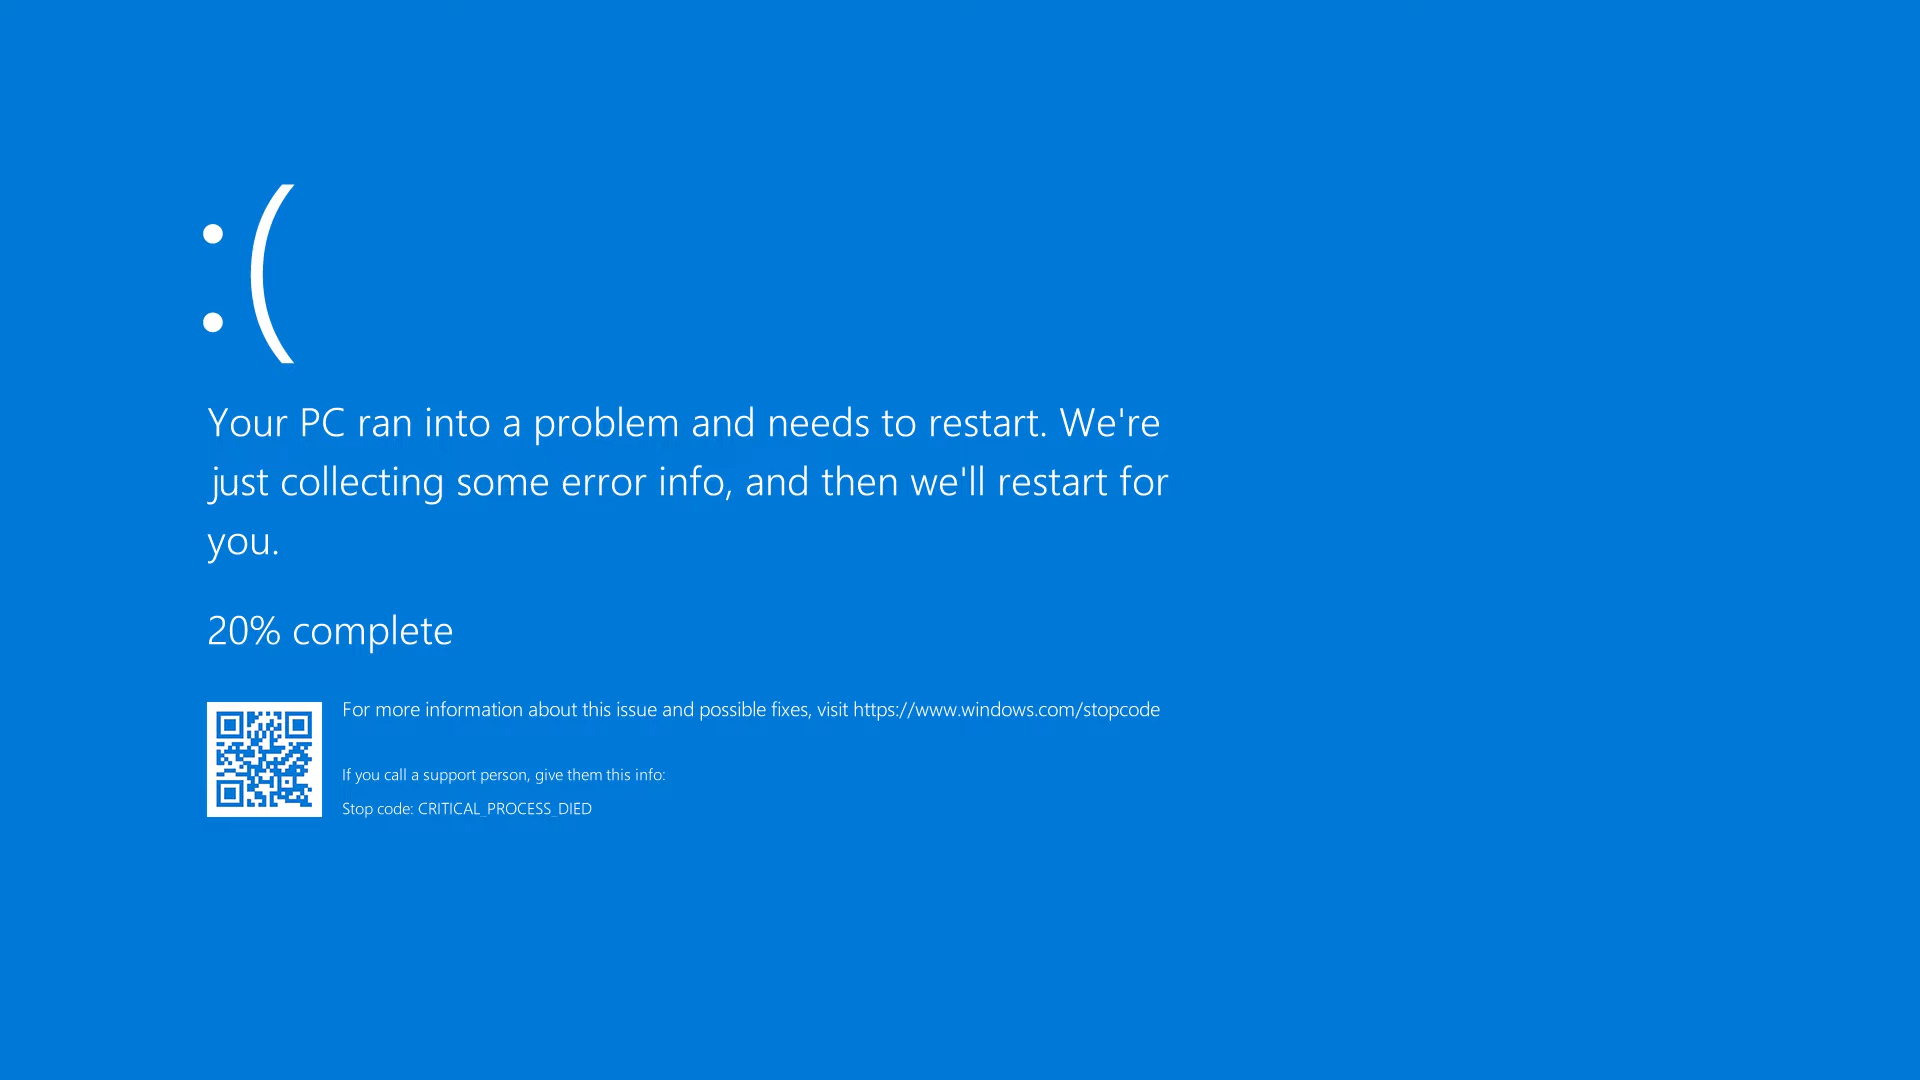 :(
Your PC ran into a problem and needs to restart. We're
just collecting some error info, and then we'll restart for
you.
20% complete
For more information about this issue and possible fixes, visit https://www.windows.com/stopcode
If you call a support person, give them this info:
Stop code: CRITICAL_PROCESS_DIED